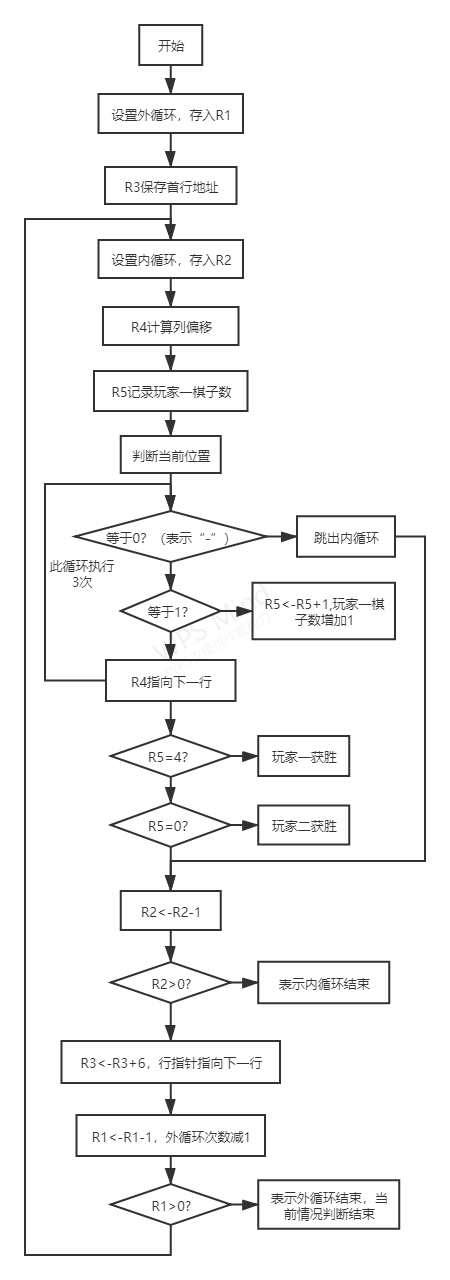 开始
设置外循环，存入R1
R3保存首行地址
设置内循环，存入R2
R4计算列偏移
R5记录玩家一棋子数
判断当前位置
等于0？（表示“-”）
跳出内循环
此循环执行
3次
等于1？
R5<-R5+1,玩家一棋
子数增加1
WPS Mind
R4指向下一行
R5=4？
玩家一获胜
R5=0？
玩家二获胜
R2<-R2-1
R2>0？
表示内循环结束
R3<-R3+6，行指针指向下一行
R1<-R1-1，外循环次数减1
R1>0？
表示外循环结束，当
前情况判断结束